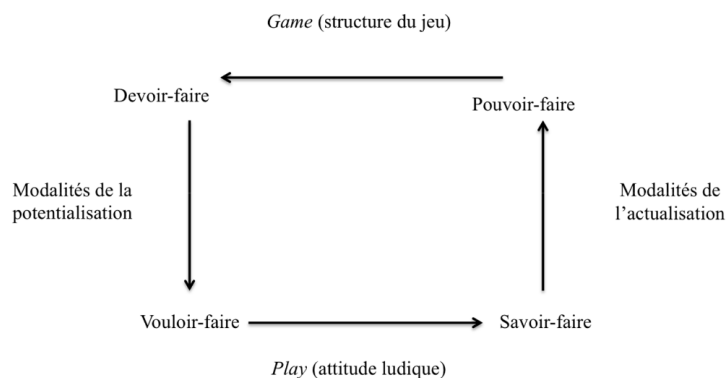 Game (structure du jeu)
Devoir-faire
Pouvoir-faire
Modalités de la
potentialisation
Modalités de
l’actualisation
Vouloir-faire
Savoir-faire
Play (attitude ludique)